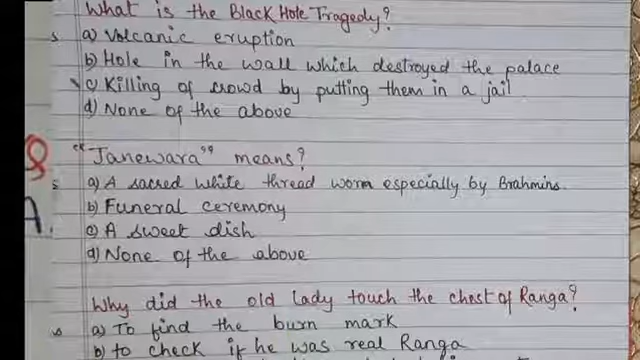 What is the Black Hole Tragedy?
s a) Volcanic eruption
b) Hole in the wall which destroyed the palace
c) Killing of crowd by putting them in a jail
d) None of the above
"Janewara" means?
s a) A sacred white thread worn especially by Brahmins.
b) Funeral ceremony
c) A sweet dish
d) None of the above
Why did the old lady touch the chest of Ranga?
s a) To find the burn mark
b) to check if he was real Ranga